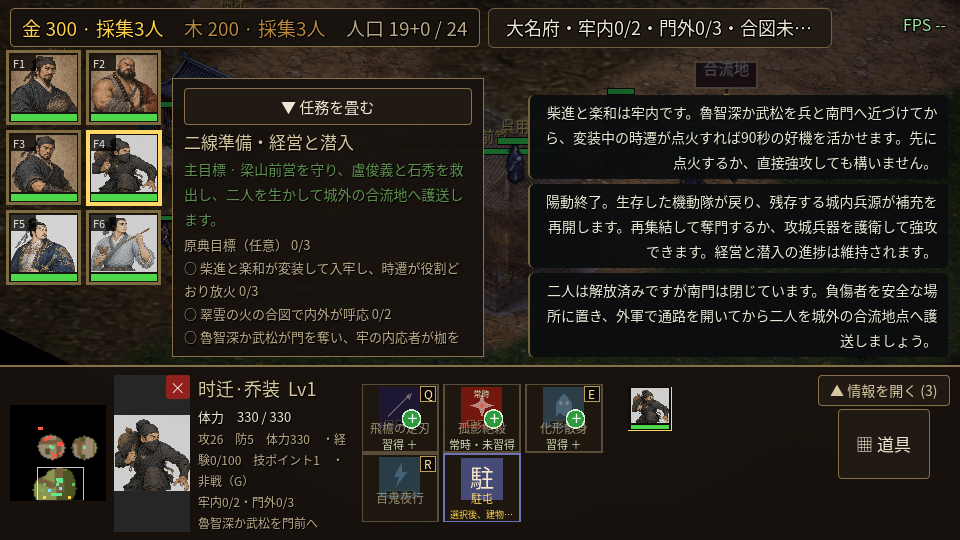 金 300 · 採集3人 木 200 · 採集3人 人口 19+0 / 24
大名府・牢内0/2・門外0/3・合図未…
FPS --
F1
F2
F3
F4
F5
F6
▼ 任務を畳む
二線準備・経営と潜入
主目標 · 梁山前営を守り、盧俊義と石秀を救
出し、二人を生かして城外の合流地へ護送し
ます。
原典目標（任意） 0/3
〇 柴進と楽和が変装して入牢し、時遷が役割ど
おり放火 0/3
〇 翠雲の火の合図で内外が呼応 0/2
〇 魯智深か武松が門を奪い、牢の内応者が枷を
合流地
柴進と楽和は牢内です。魯智深か武松を兵と南門へ近づけてか
ら、変装中の時遷が点火すれば90秒の好機を活かせます。先に
点火するか、直接強攻しても構いません。
陽動終了。生存した機動隊が戻り、残存する城内兵源が補充を
再開します。再集結して奪門するか、攻城兵器を護衛して強攻
できます。経営と潜入の進捗は維持されます。
二人は解放済みですが南門は閉じています。負傷者を安全な場
所に置き、外軍で通路を開いてから二人を城外の合流地点へ護
送しましょう。
时迁·乔装 Lv1
体力 330 / 330
攻26 防5 体力330 ・経
験0/100 技ポイント1 ・
非戦（G）
牢内0/2・門外0/3
魯智深か武松を門前へ
Q
習得 ＋
常時
常時・未習得
E
習得 ＋
R
百鬼夜行
駐
駐屯
選択後、建物…
▲ 情報を開く (3)
▦ 道具